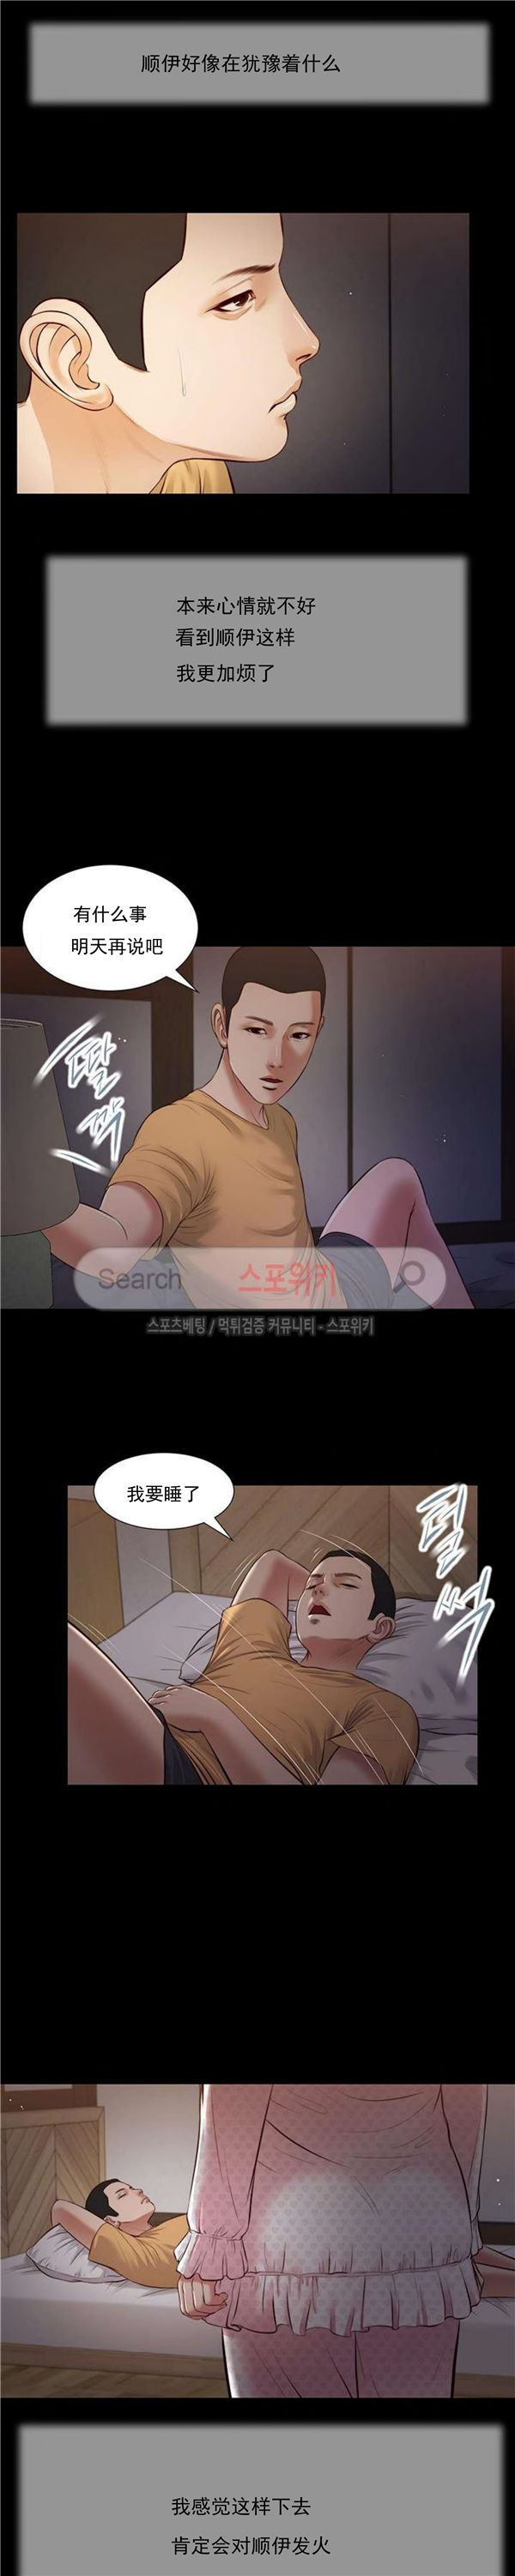 顺伊好像在犹豫着什么
本来心情就不好
看到顺伊这样
我更加烦了
有什么事
明天再说吧
딸깍
Search 스포위키
스포츠베팅 / 먹튀검증 커뮤니티 - 스포위키
我要睡了
털썩
我感觉这样下去
肯定会对顺伊发火